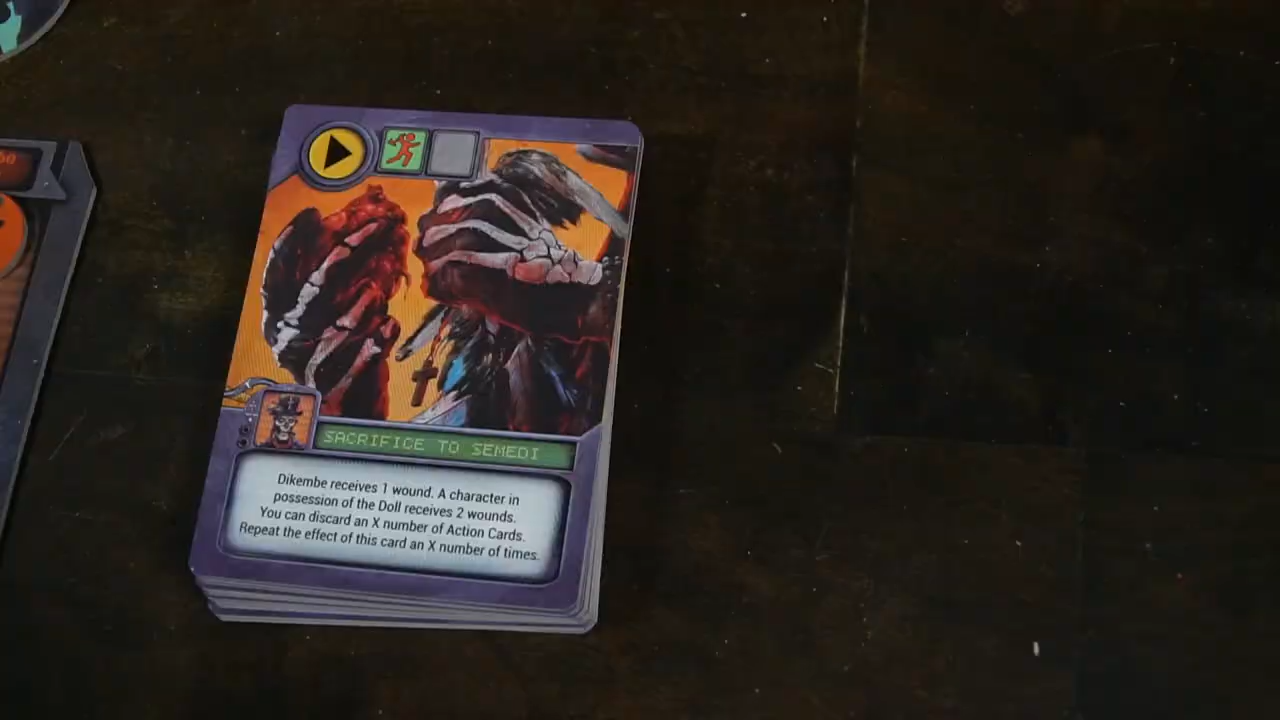 SACRIFICE TO SEMEDI
Dikembe receives 1 wound. A character in
possession of the Doll receives 2 wounds.
You can discard an X number of Action Cards.
Repeat the effect of this card an X number of times.